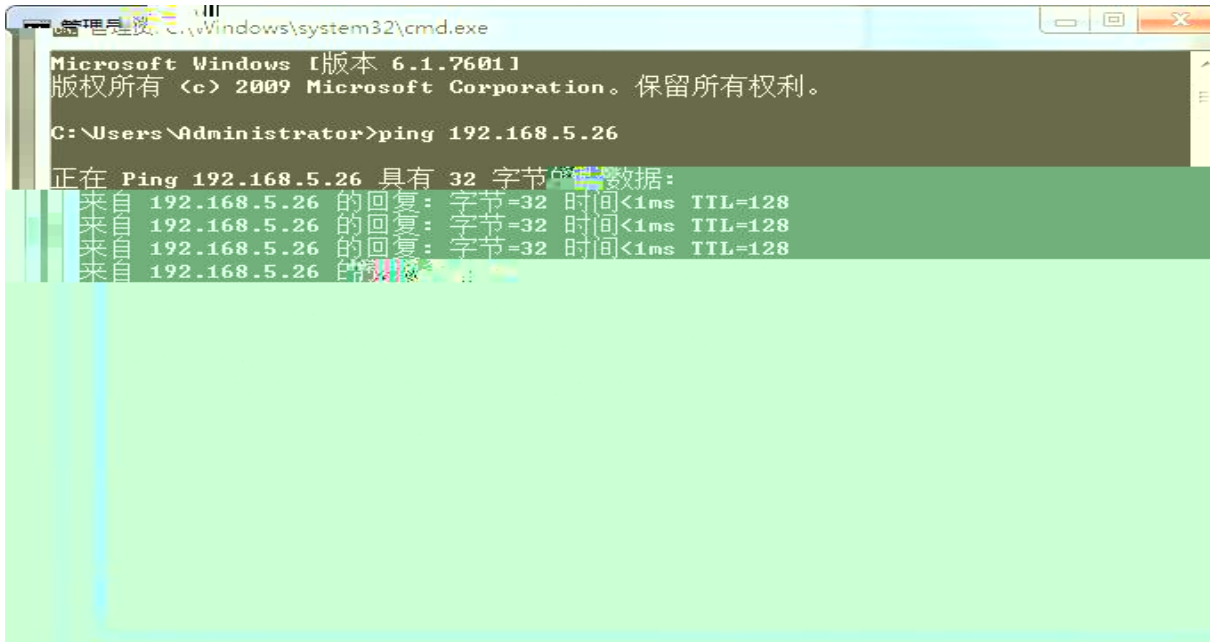 管理员: C:\Windows\system32\cmd.exe
Microsoft Windows [版本 6.1.7601]
版权所有 (c) 2009 Microsoft Corporation。保留所有权利。
C:\Users\Administrator>ping 192.168.5.26
正在 Ping 192.168.5.26 具有 32 字节的 数据:
来自 192.168.5.26 的回复: 字节=32 时间<1ms TTL=128
来自 192.168.5.26 的回复: 字节=32 时间<1ms TTL=128
来自 192.168.5.26 的回复: 字节=32 时间<1ms TTL=128
来自 192.168.5.26